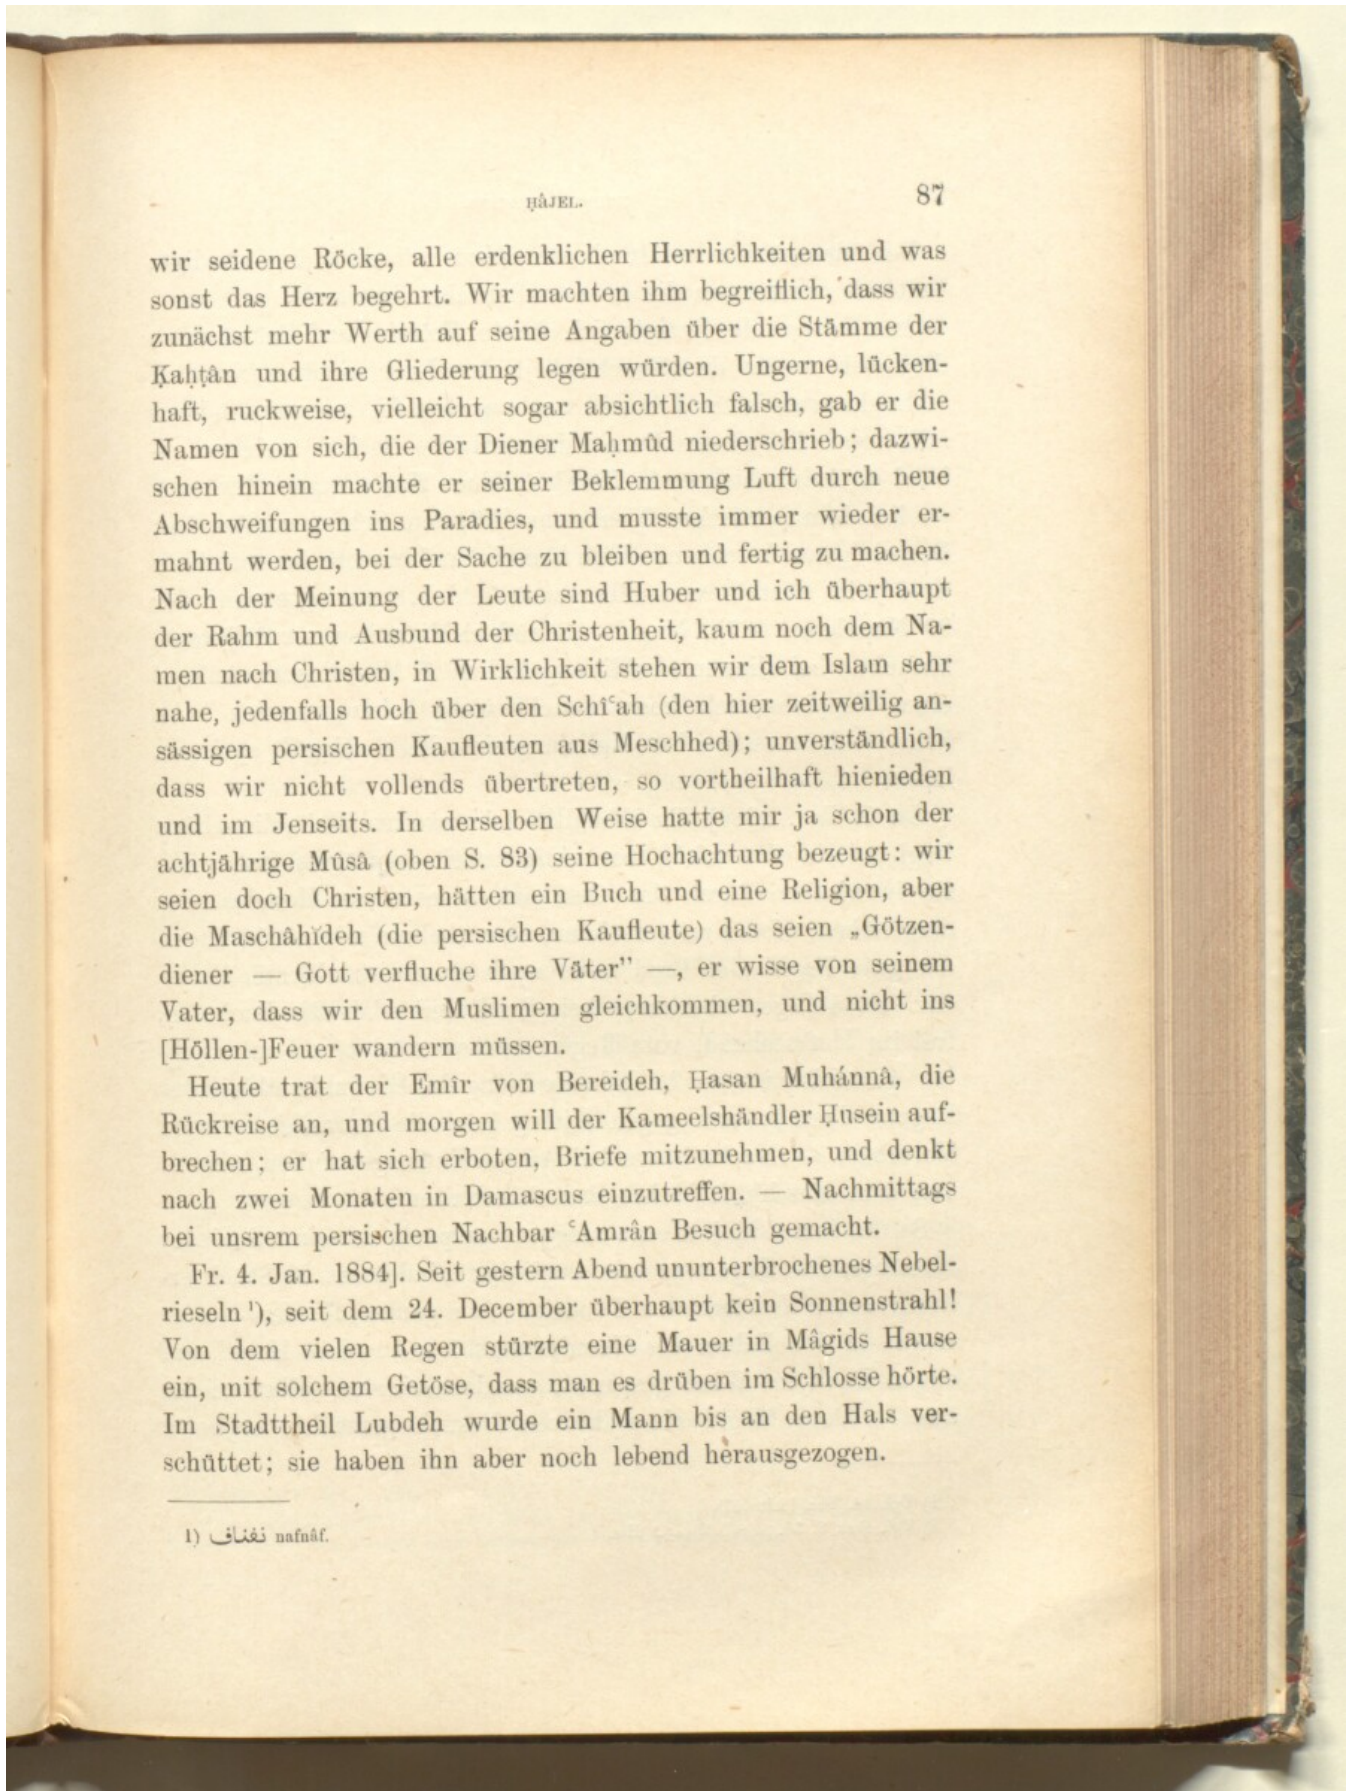 ḤÂJEL. 87
wir seidene Röcke, alle erdenklichen Herrlichkeiten und was
sonst das Herz begehrt. Wir machten ihm begreiflich, dass wir
zunächst mehr Werth auf seine Angaben über die Stämme der
Ḳaḥṭân und ihre Gliederung legen würden. Ungerne, lücken-
haft, ruckweise, vielleicht sogar absichtlich falsch, gab er die
Namen von sich, die der Diener Maḥmûd niederschrieb; dazwi-
schen hinein machte er seiner Beklemmung Luft durch neue
Abschweifungen ins Paradies, und musste immer wieder er-
mahnt werden, bei der Sache zu bleiben und fertig zu machen.
Nach der Meinung der Leute sind Huber und ich überhaupt
der Rahm und Ausbund der Christenheit, kaum noch dem Na-
men nach Christen, in Wirklichkeit stehen wir dem Islam sehr
nahe, jedenfalls hoch über den Schîʿah (den hier zeitweilig an-
sässigen persischen Kaufleuten aus Meschhed); unverständlich,
dass wir nicht vollends übertreten, so vortheilhaft hienieden
und im Jenseits. In derselben Weise hatte mir ja schon der
achtjährige Mûsâ (oben S. 83) seine Hochachtung bezeugt: wir
seien doch Christen, hätten ein Buch und eine Religion, aber
die Maschâhïdeh (die persischen Kaufleute) das seien „Götzen-
diener — Gott verfluche ihre Väter” —, er wisse von seinem
Vater, dass wir den Muslimen gleichkommen, und nicht ins
[Höllen-]Feuer wandern müssen.
Heute trat der Emîr von Bereideh, Ḥasan Muhánnâ, die
Rückreise an, und morgen will der Kameelshändler Ḥusein auf-
brechen; er hat sich erboten, Briefe mitzunehmen, und denkt
nach zwei Monaten in Damascus einzutreffen. — Nachmittags
bei unsrem persischen Nachbar ʿAmrân Besuch gemacht.
Fr. 4. Jan. 1884]. Seit gestern Abend ununterbrochenes Nebel-
rieseln ¹), seit dem 24. December überhaupt kein Sonnenstrahl!
Von dem vielen Regen stürzte eine Mauer in Mâgids Hause
ein, mit solchem Getöse, dass man es drüben im Schlosse hörte.
Im Stadttheil Lubdeh wurde ein Mann bis an den Hals ver-
schüttet; sie haben ihn aber noch lebend herausgezogen.
1) نفناف nafnâf.